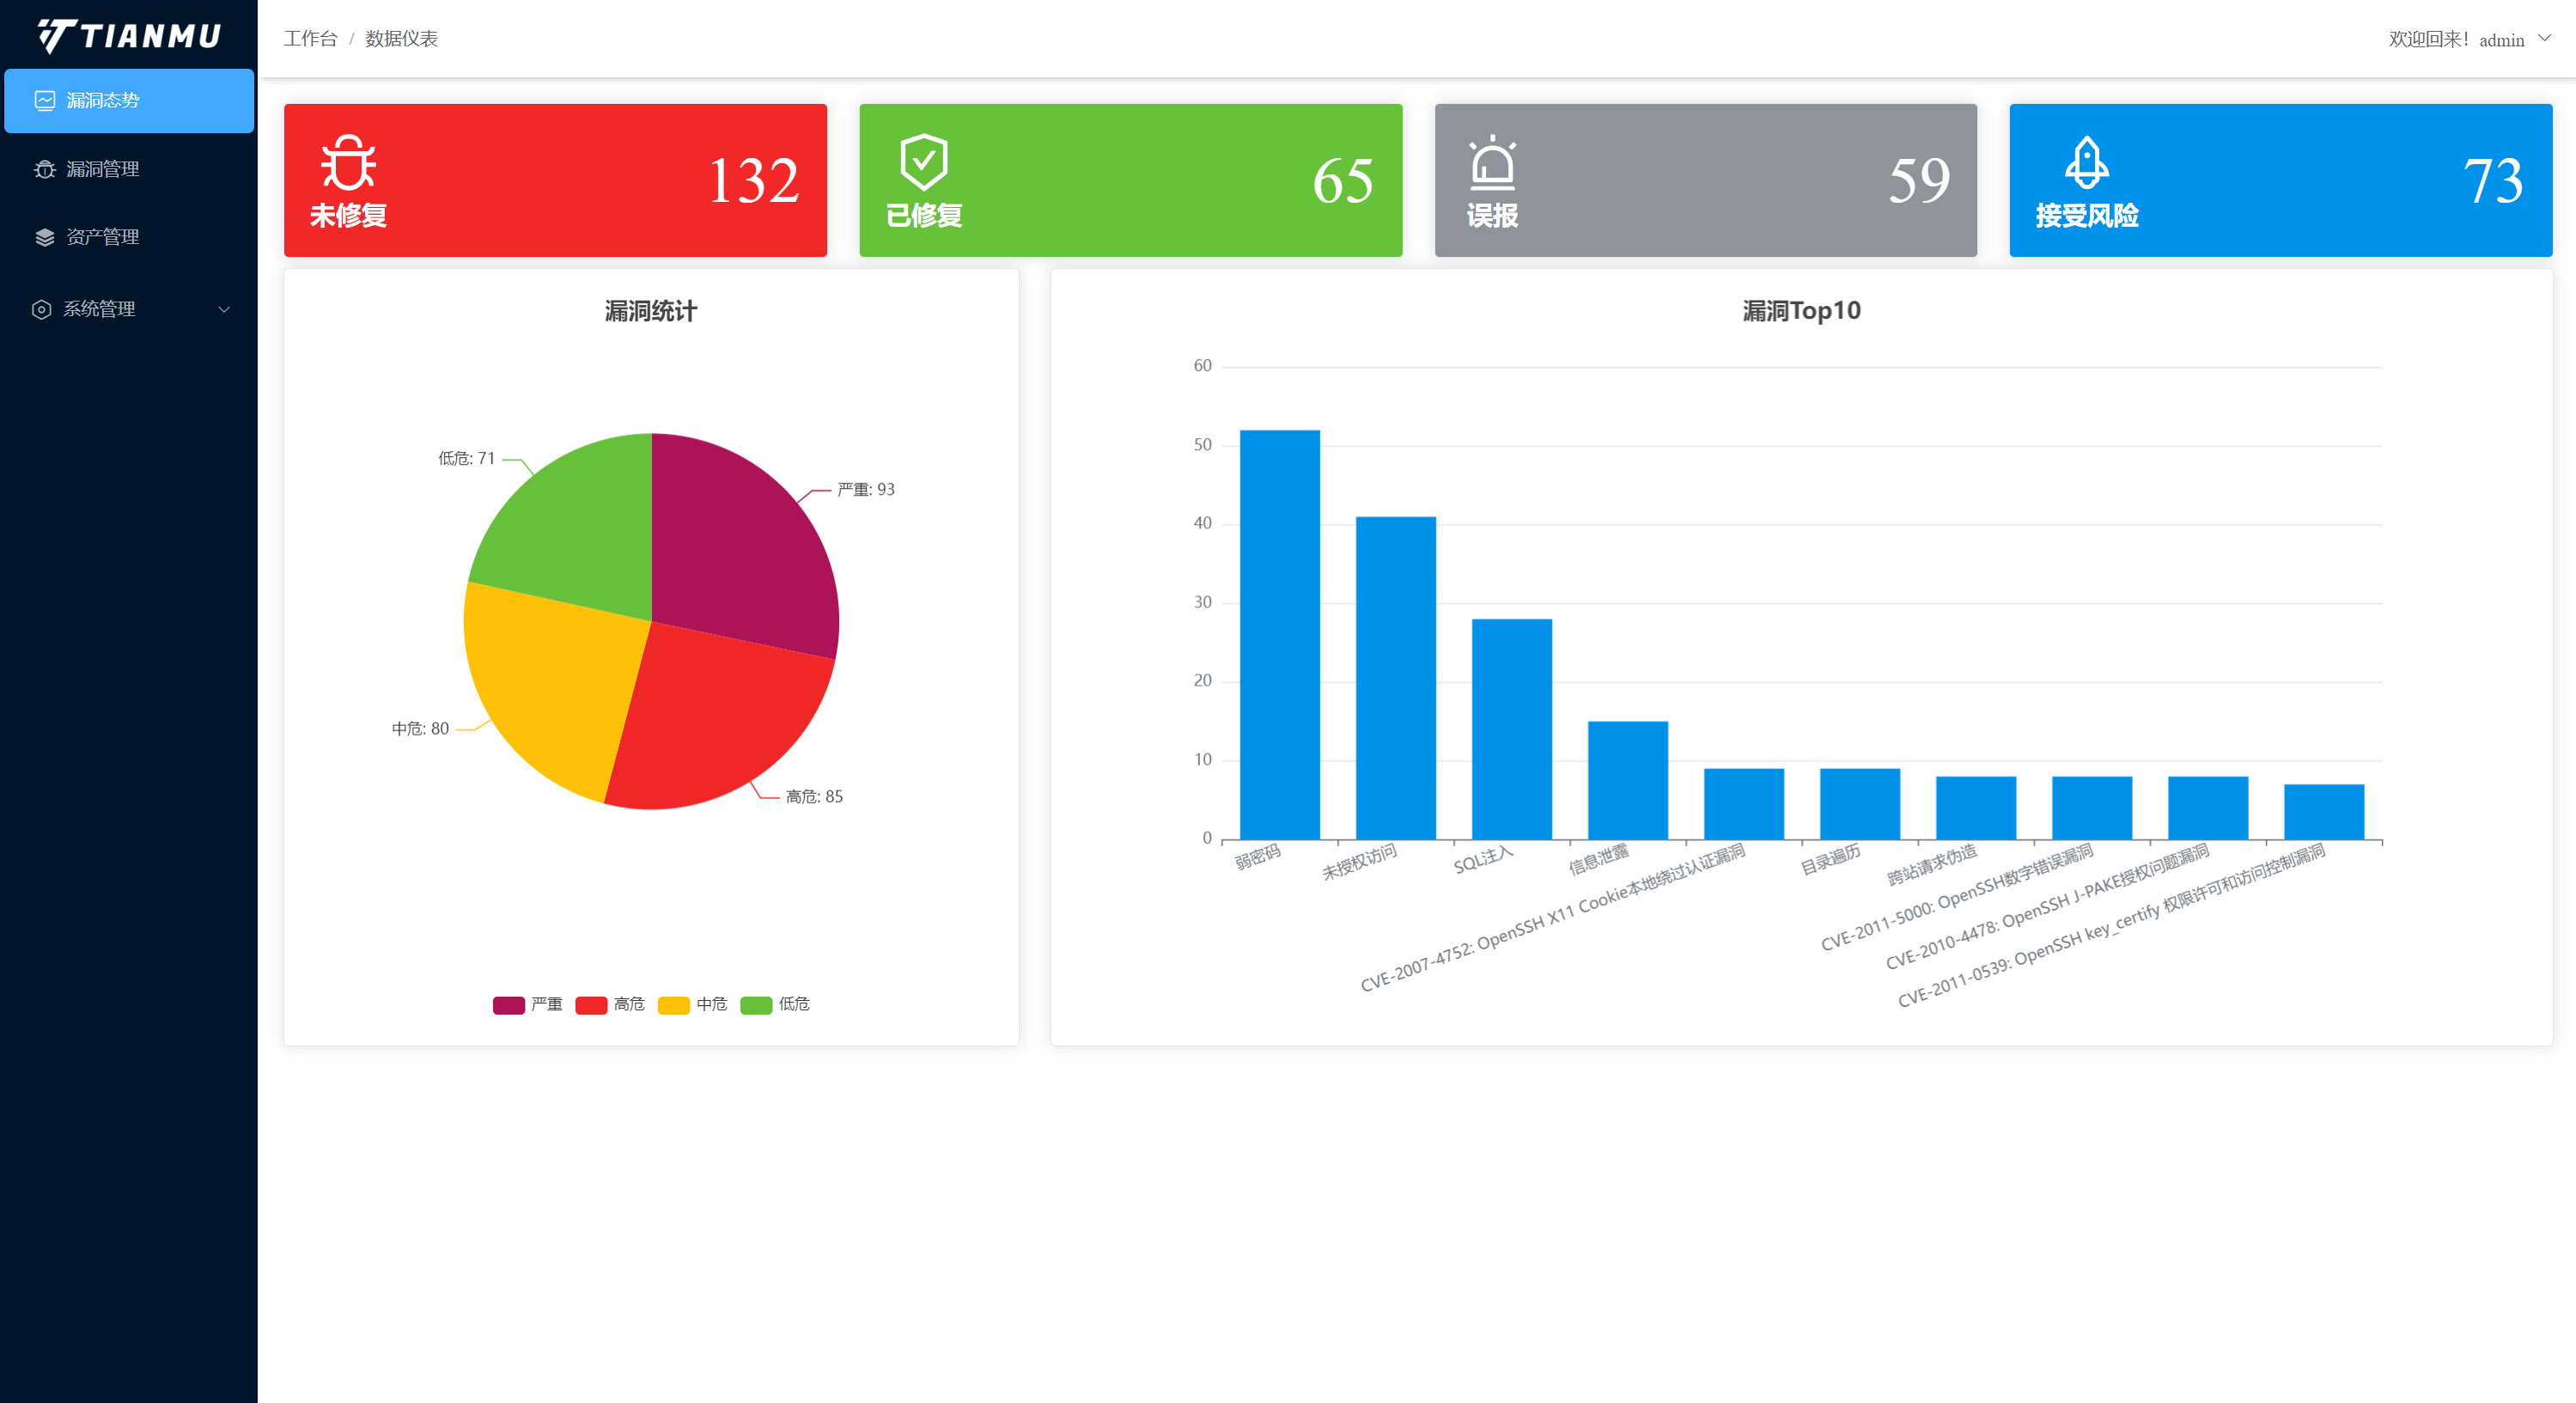 TIANMU
漏洞态势
漏洞管理
资产管理
系统管理
工作台 / 数据仪表
欢迎回来！admin
未修复
132
已修复
65
误报
59
接受风险
73
漏洞统计
低危: 71
严重: 93
中危: 80
高危: 85
严重 高危 中危 低危
漏洞Top10
60
50
40
30
20
10
0
弱密码
未授权访问
SQL注入
信息泄露
CVE-2007-4752: OpenSSH X11 Cookie本地绕过认证漏洞
目录遍历
跨站请求伪造
CVE-2011-5000: OpenSSH数字错误漏洞
CVE-2010-4478: OpenSSH J-PAKE授权问题漏洞
CVE-2011-0539: OpenSSH key_certify 权限许可和访问控制漏洞